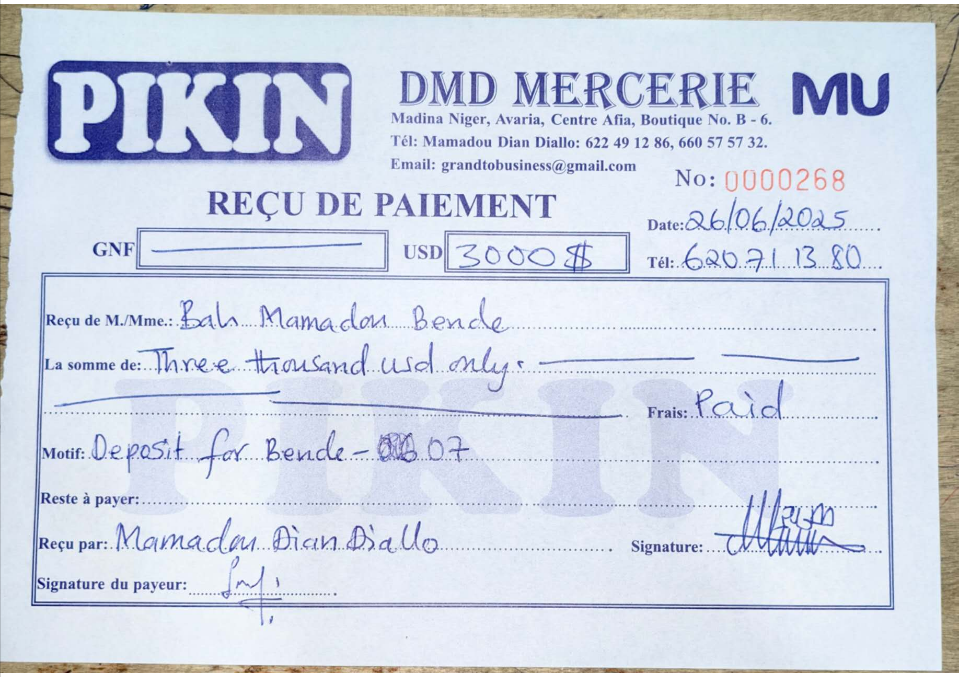 PIKIN
DMD MERCERIE
MU
Madina Niger, Avaria, Centre Afia, Boutique No. B - 6.
Tél: Mamadou Dian Diallo: 622 49 12 86, 660 57 57 32.
Email: grandtobusiness@gmail.com
No: 0000268
REÇU DE PAIEMENT
Date: 26/06/2025
GNF
USD 3000 $
Tél: 620 71 13 80
Reçu de M./Mme.: Bah Mamadou Bende
La somme de: Three thousand usd only.
Frais: Paid
Motif: Deposit for Bende - 07
Reste à payer:
Reçu par: Mamadou Dian Diallo
Signature:
Signature du payeur:
PIKIN